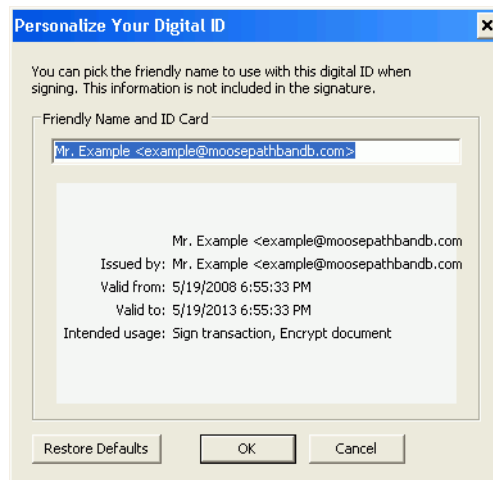 Personalize Your Digital ID
You can pick the friendly name to use with this digital ID when
signing. This information is not included in the signature.
Friendly Name and ID Card
Mr. Example <example@moosepathbandb.com>
Mr. Example <example@moosepathbandb.com
Issued by: Mr. Example <example@moosepathbandb.com
Valid from: 5/19/2008 6:55:33 PM
Valid to: 5/19/2013 6:55:33 PM
Intended usage: Sign transaction, Encrypt document
Restore Defaults OK Cancel